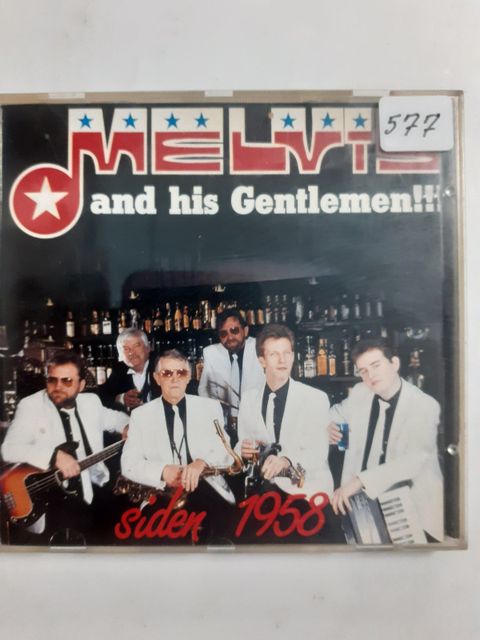 MELVIS
577
and his Gentlemen!!!
siden 1958